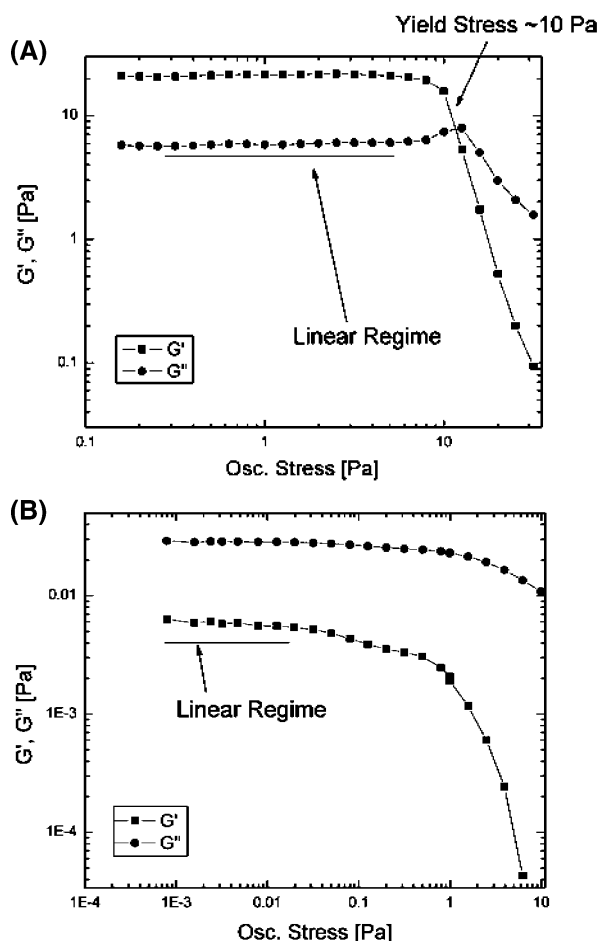 Yield Stress ~10 Pa
(A)
10
1
0.1
G', G" [Pa]
Linear Regime
G'
G"
0.1
1
10
Osc. Stress [Pa]
(B)
0.01
1E-3
1E-4
G', G" [Pa]
Linear Regime
G'
G"
1E-4
1E-3
0.01
0.1
1
10
Osc. Stress [Pa]